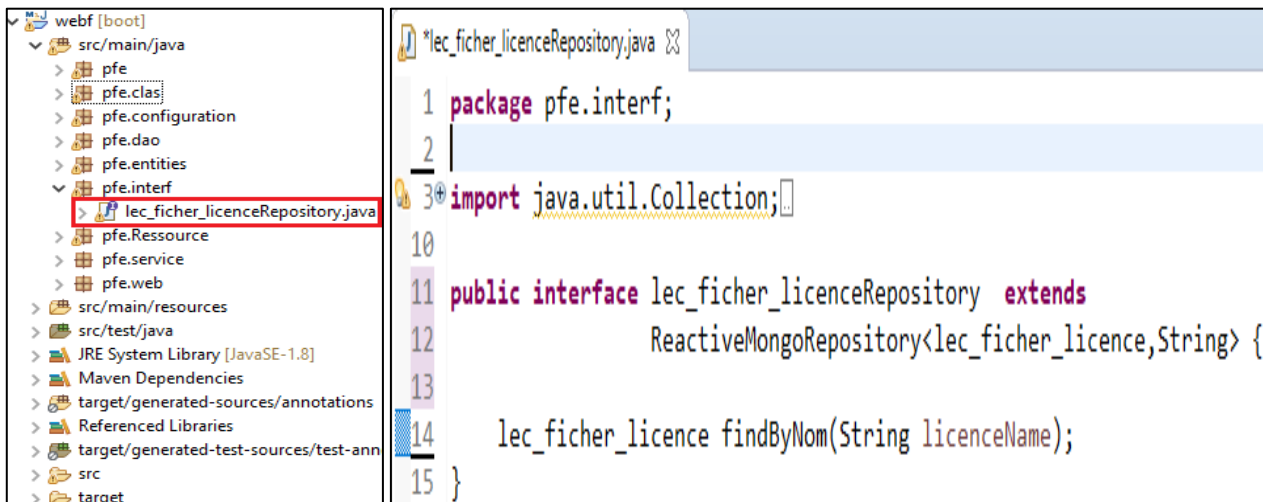 webf [boot]
src/main/java
pfe
pfe.clas
pfe.configuration
pfe.dao
pfe.entities
pfe.interf
lec_ficher_licenceRepository.java
pfe.Ressource
pfe.service
pfe.web
src/main/resources
src/test/java
JRE System Library [JavaSE-1.8]
Maven Dependencies
target/generated-sources/annotations
Referenced Libraries
target/generated-test-sources/test-ann
src
target
*lec_ficher_licenceRepository.java
1 package pfe.interf;
2
3 import java.util.Collection;
10
11 public interface lec_ficher_licenceRepository extends
12 ReactiveMongoRepository<lec_ficher_licence,String> {
13
14 lec_ficher_licence findByNom(String licenceName);
15 }